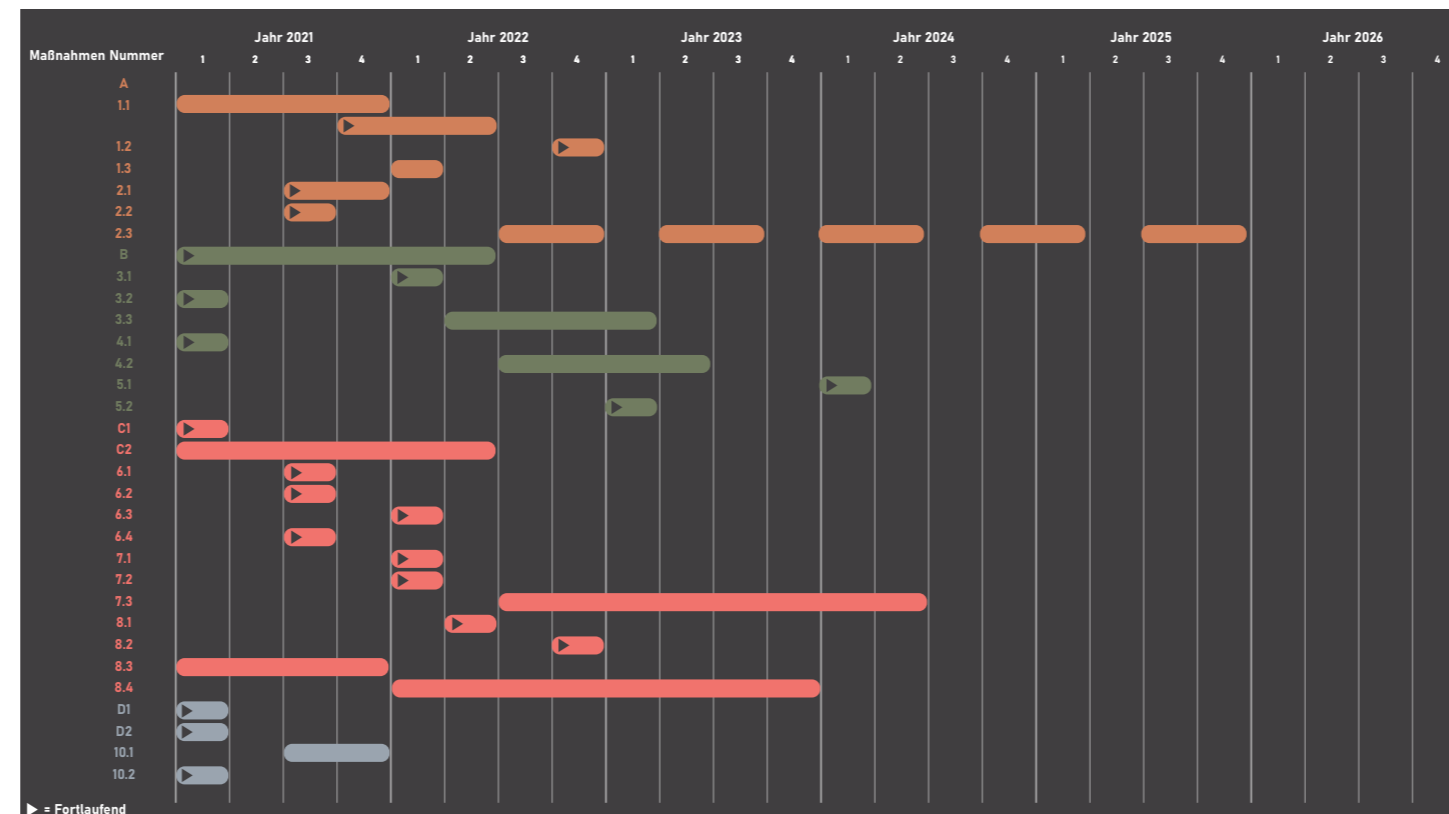 Jahr 2021 Jahr 2022 Jahr 2023 Jahr 2024 Jahr 2025 Jahr 2026
Maßnahmen Nummer 1 2 3 4 1 2 3 4 1 2 3 4 1 2 3 4 1 2 3 4 1 2 3 4
A
1.1
1.2
1.3
2.1
2.2
2.3
B
3.1
3.2
3.3
4.1
4.2
5.1
5.2
C1
C2
6.1
6.2
6.3
6.4
7.1
7.2
7.3
8.1
8.2
8.3
8.4
D1
D2
10.1
10.2
= Fortlaufend